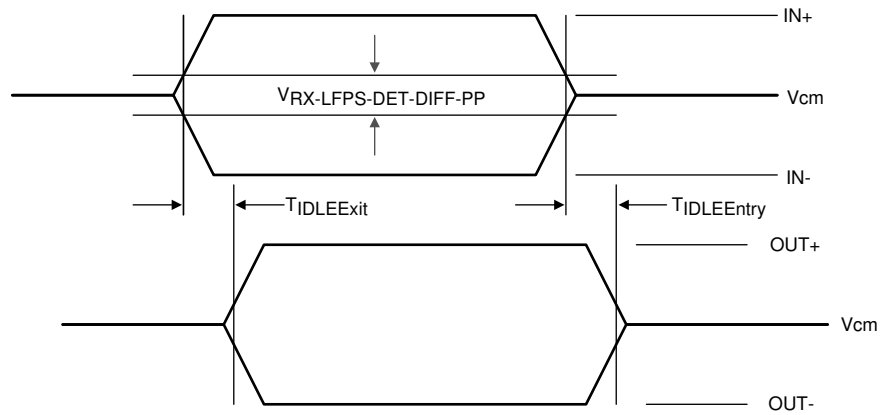 IN+
VRX-LFPS-DET-DIFF-PP
Vcm
IN-
TIDLEExit
TIDLEEntry
OUT+
Vcm
OUT-